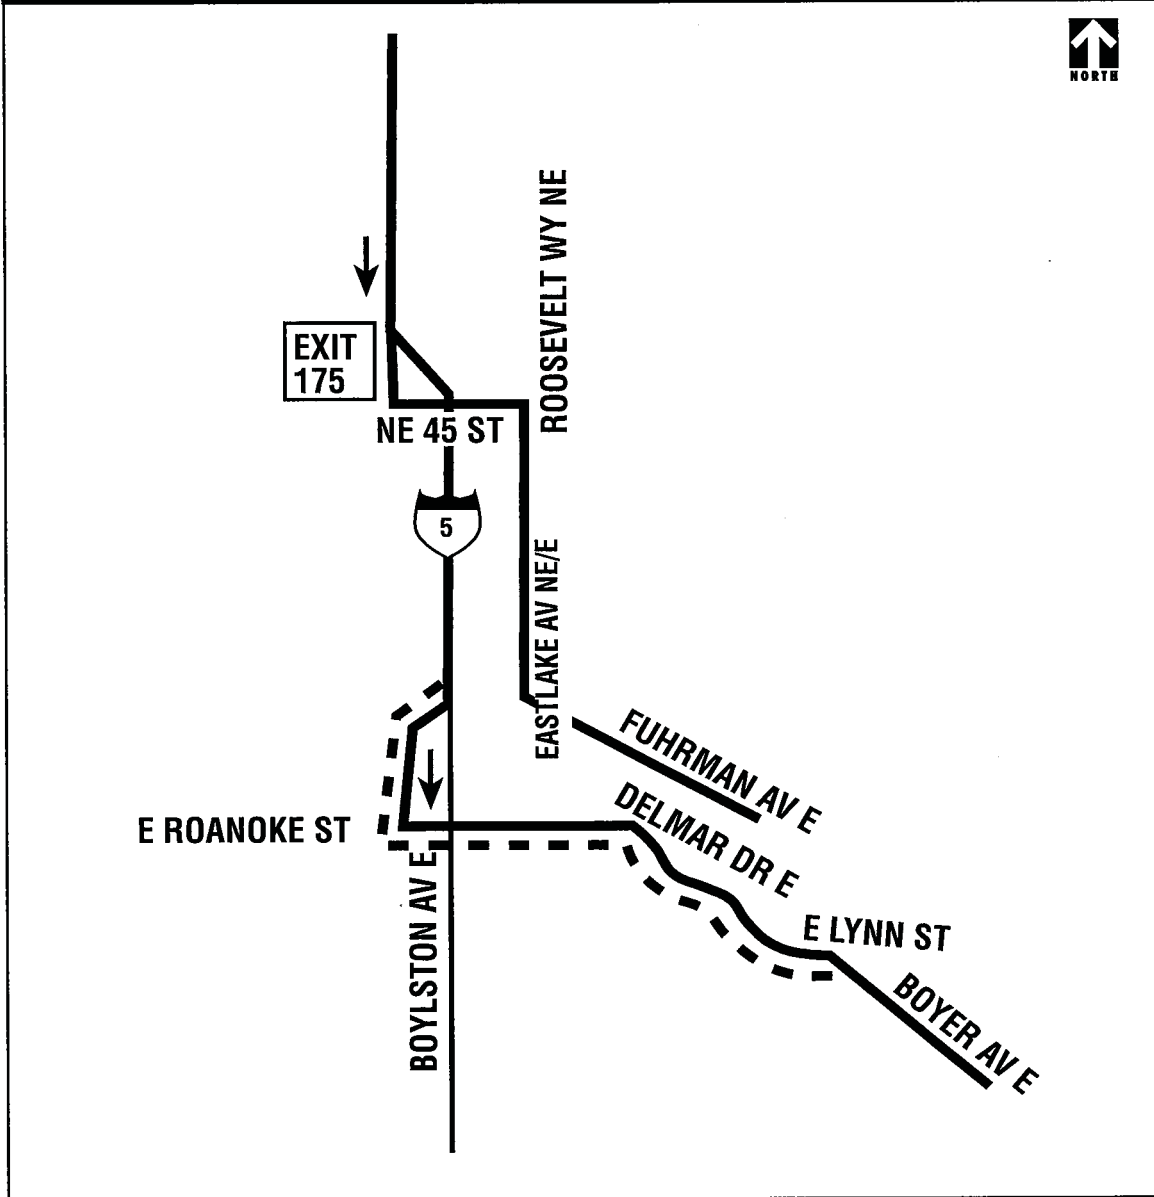 NORTH
ROOSEVELT WY NE
EXIT
175
NE 45 ST
5
EASTLAKE AV NE/E
FUHRMAN AV E
DELMAR DR E
E ROANOKE ST
BOYLSTON AV E
E LYNN ST
BOYER AV E